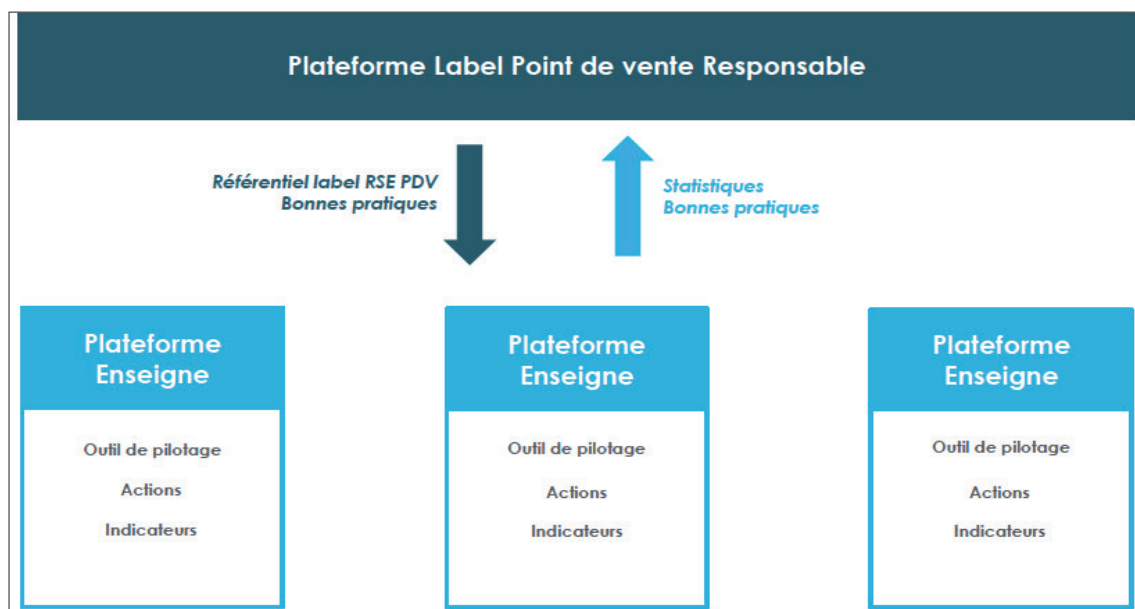 Plateforme Label Point de vente Responsable
Référentiel label RSE PDV
Bonnes pratiques
Statistiques
Bonnes pratiques
Plateforme
Enseigne
Outil de pilotage
Actions
Indicateurs
Plateforme
Enseigne
Outil de pilotage
Actions
Indicateurs
Plateforme
Enseigne
Outil de pilotage
Actions
Indicateurs